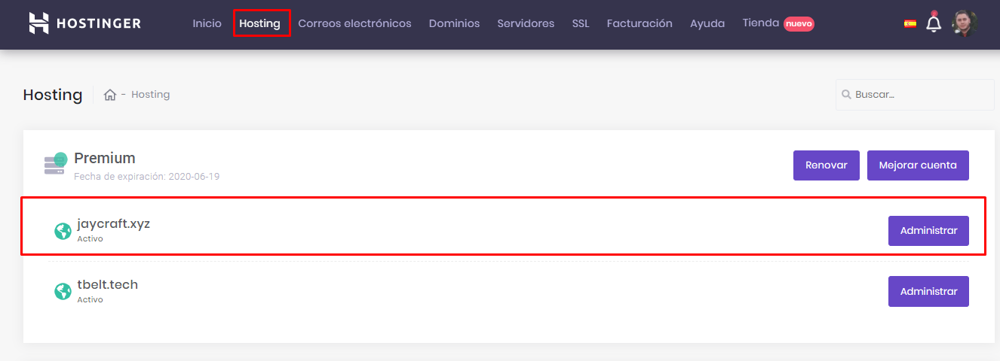 HOSTINGER Inicio Hosting Correos electrónicos Dominios Servidores SSL Facturación Ayuda Tienda nuevo
Hosting - Hosting Buscar...
Premium
Fecha de expiración: 2020-06-19
Renovar Mejorar cuenta
jaycraft.xyz
Activo
Administrar
tbelt.tech
Activo
Administrar